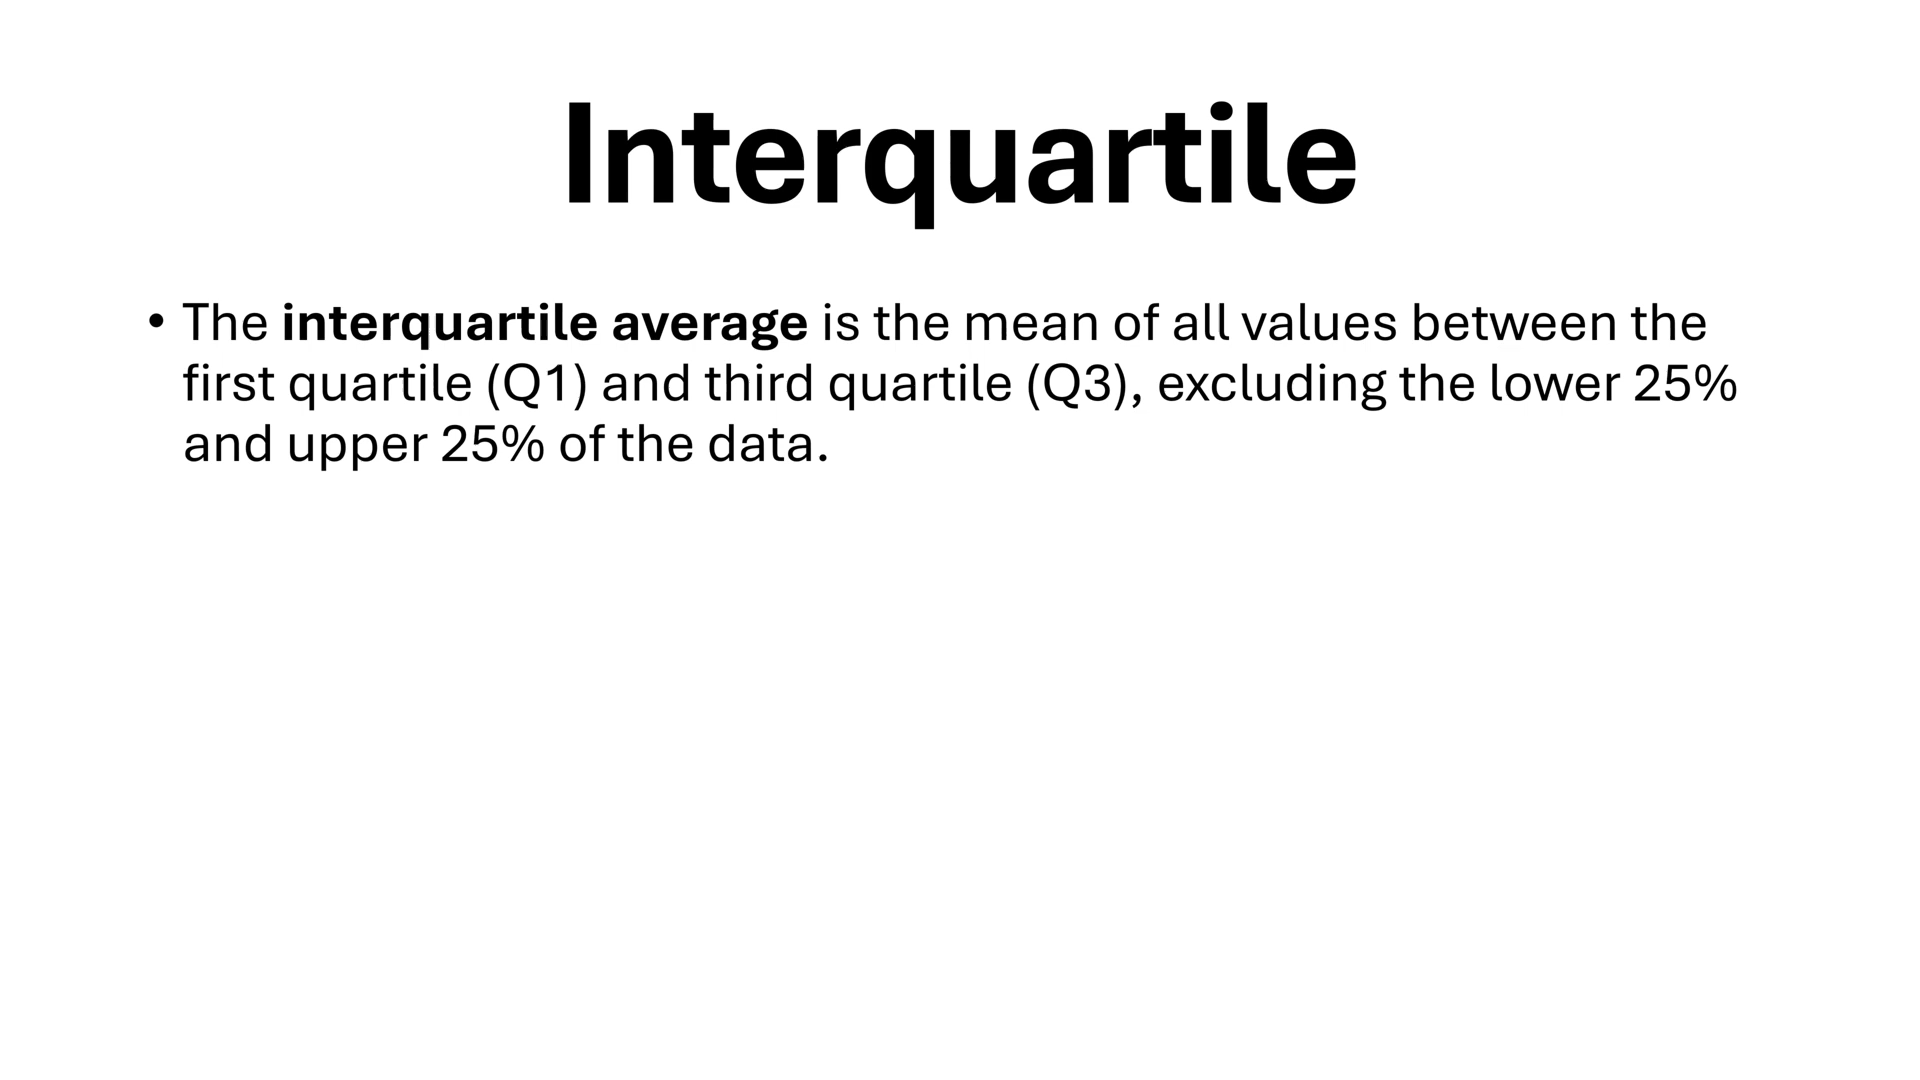 Interquartile
• The interquartile average is the mean of all values between the
first quartile (Q1) and third quartile (Q3), excluding the lower 25%
and upper 25% of the data.